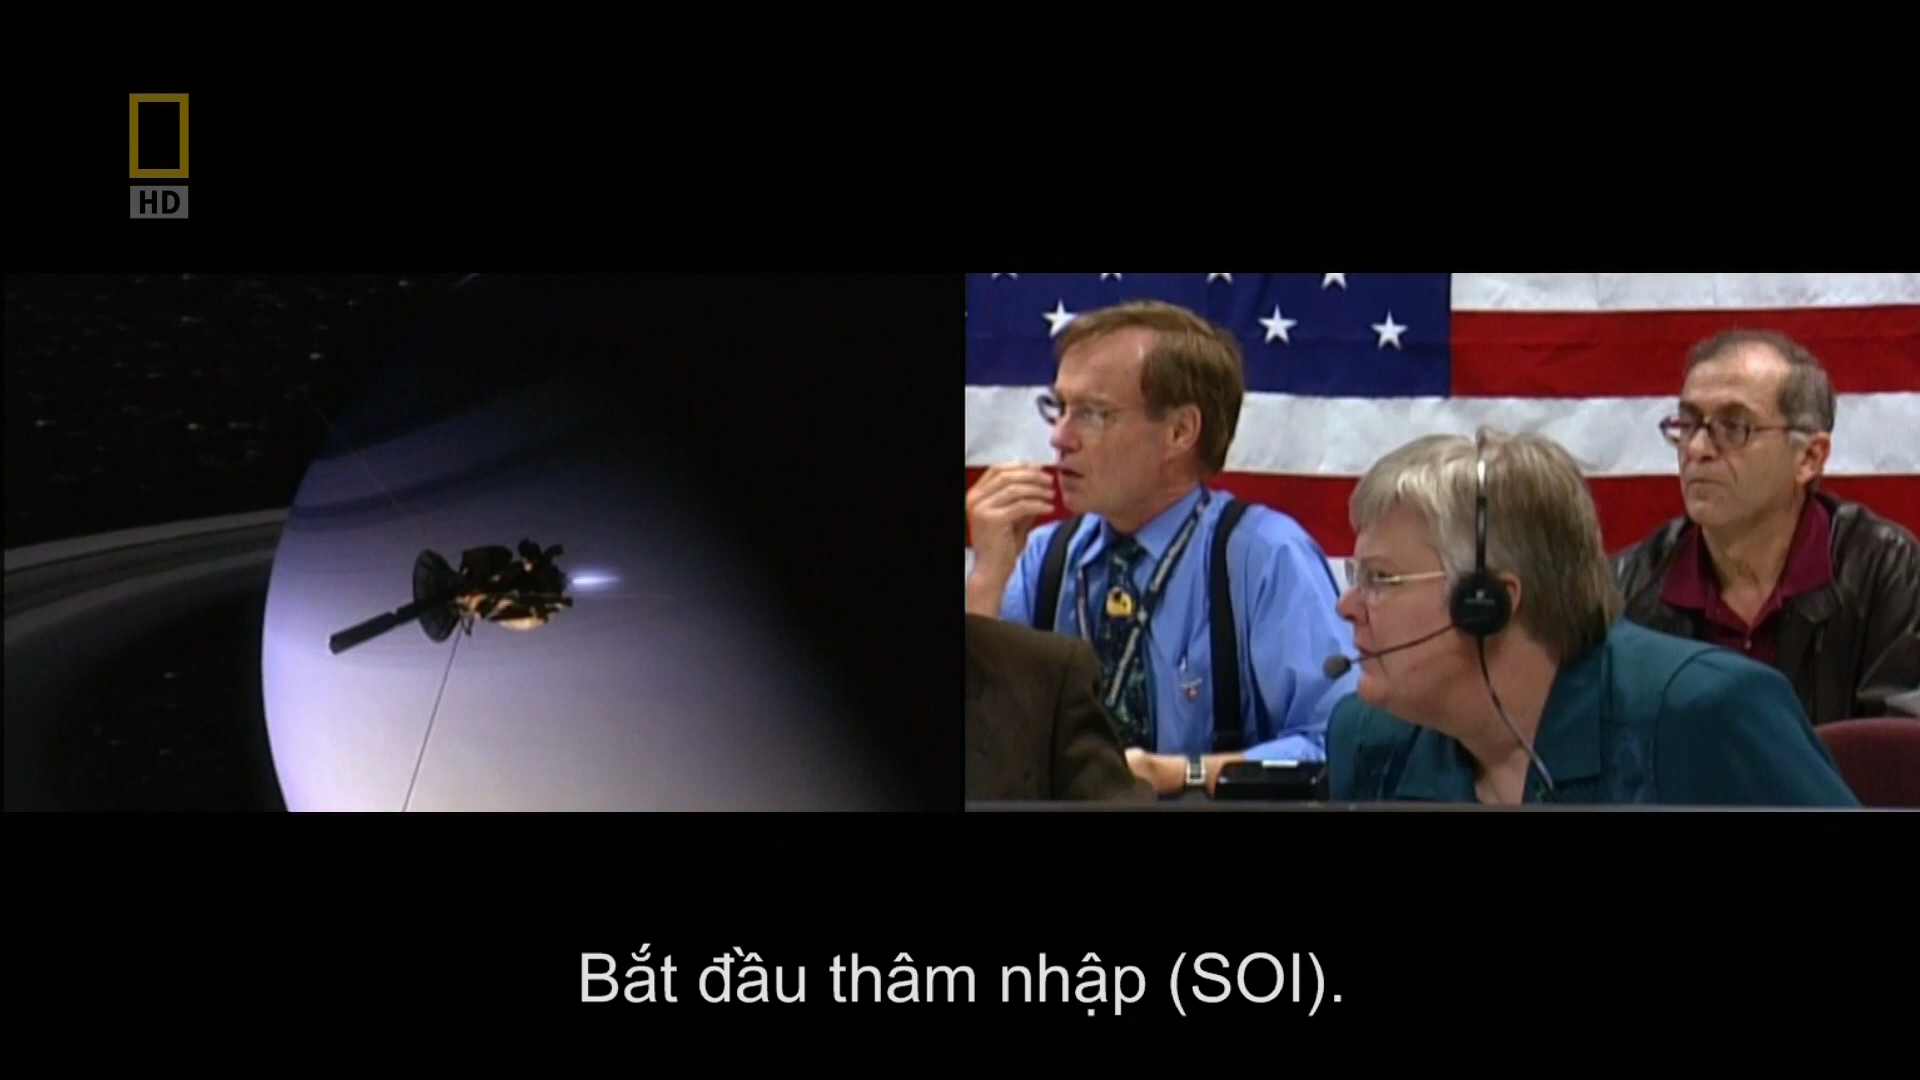 HD
Bắt đầu thâm nhập (SOI).